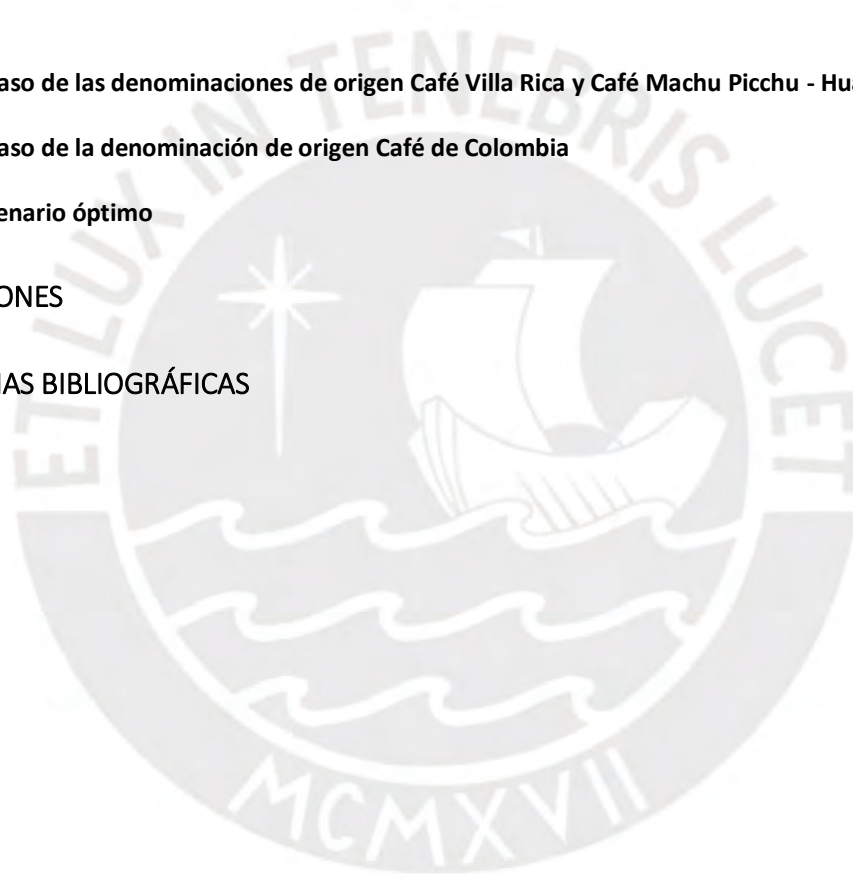 aso de las denominaciones de origen Café Villa Rica y Café Machu Picchu - Hua
aso de la denominación de origen Café de Colombia
enario óptimo
ONES
IAS BIBLIOGRÁFICAS
ET LUX IN TENEBRIS LUCET
MCMXVII